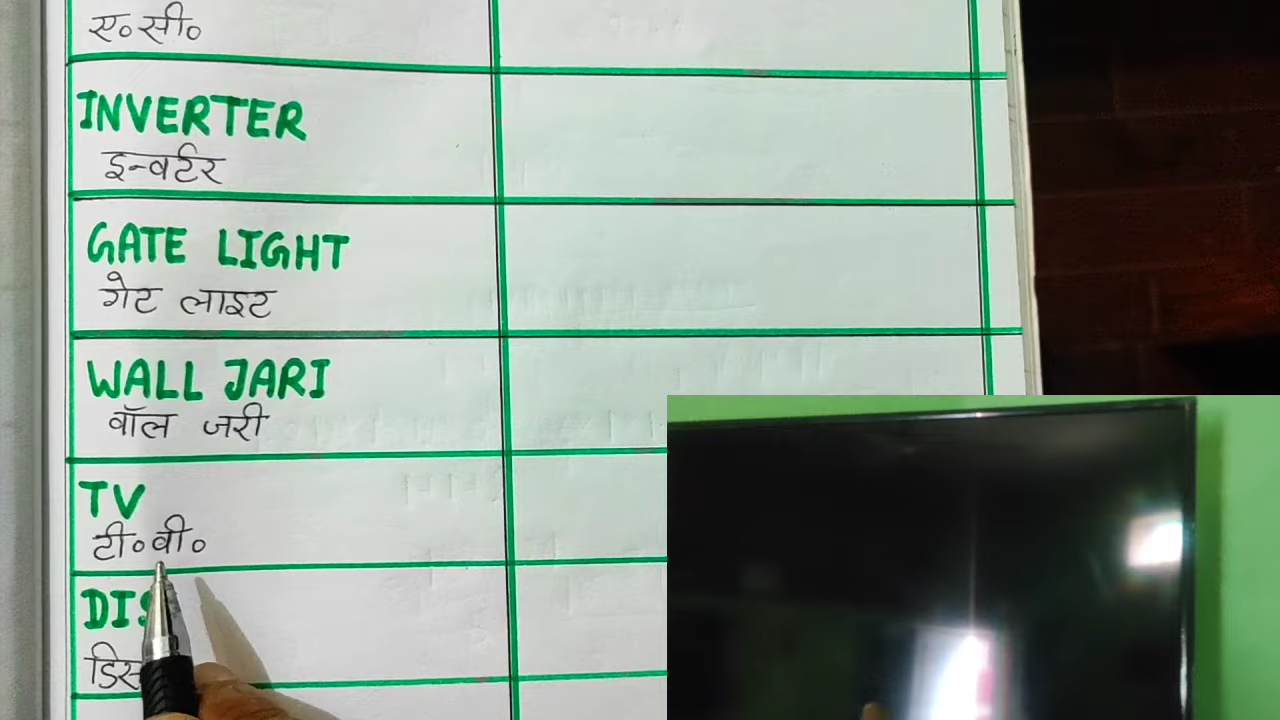 ए०सी०
INVERTER
इन्वर्टर
GATE LIGHT
गेट लाइट
WALL JARI
वॉल जरी
TV
टी०वी०